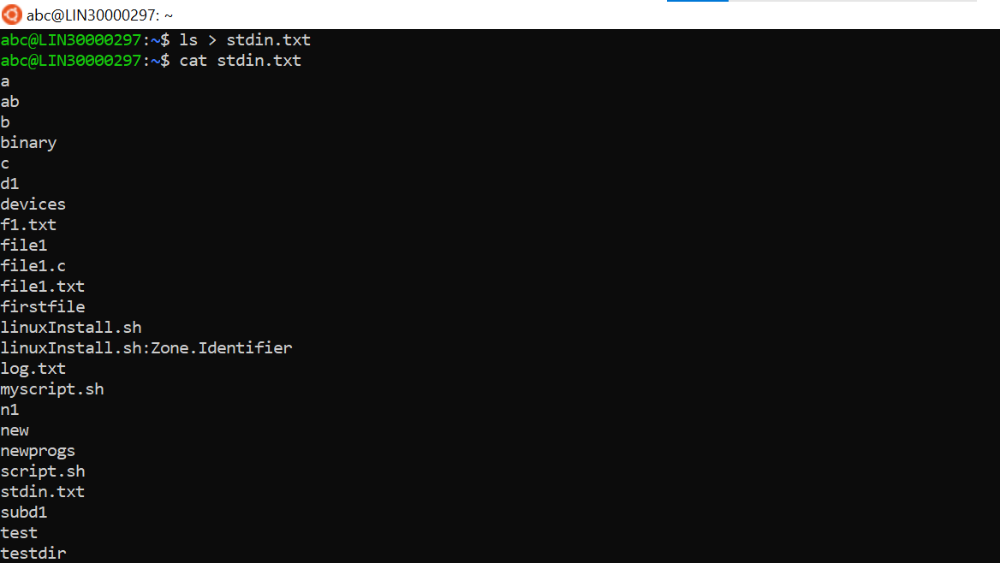 abc@LIN30000297: ~
abc@LIN30000297:~$ ls > stdin.txt
abc@LIN30000297:~$ cat stdin.txt
a
ab
b
binary
c
d1
devices
f1.txt
file1
file1.c
file1.txt
firstfile
linuxInstall.sh
linuxInstall.sh:Zone.Identifier
log.txt
myscript.sh
n1
new
newprogs
script.sh
stdin.txt
subd1
test
testdir